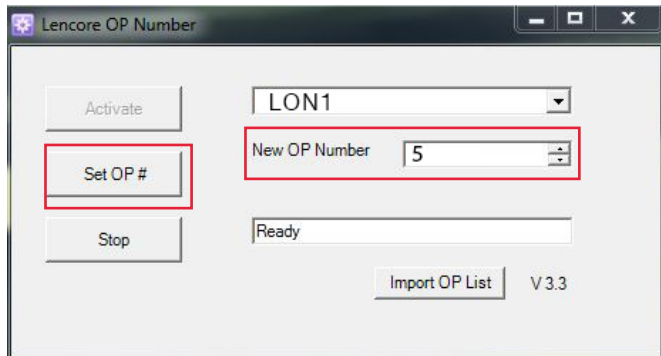 Lencore OP Number
Activate
LON1
New OP Number 5
Set OP #
Stop
Ready
Import OP List V 3.3